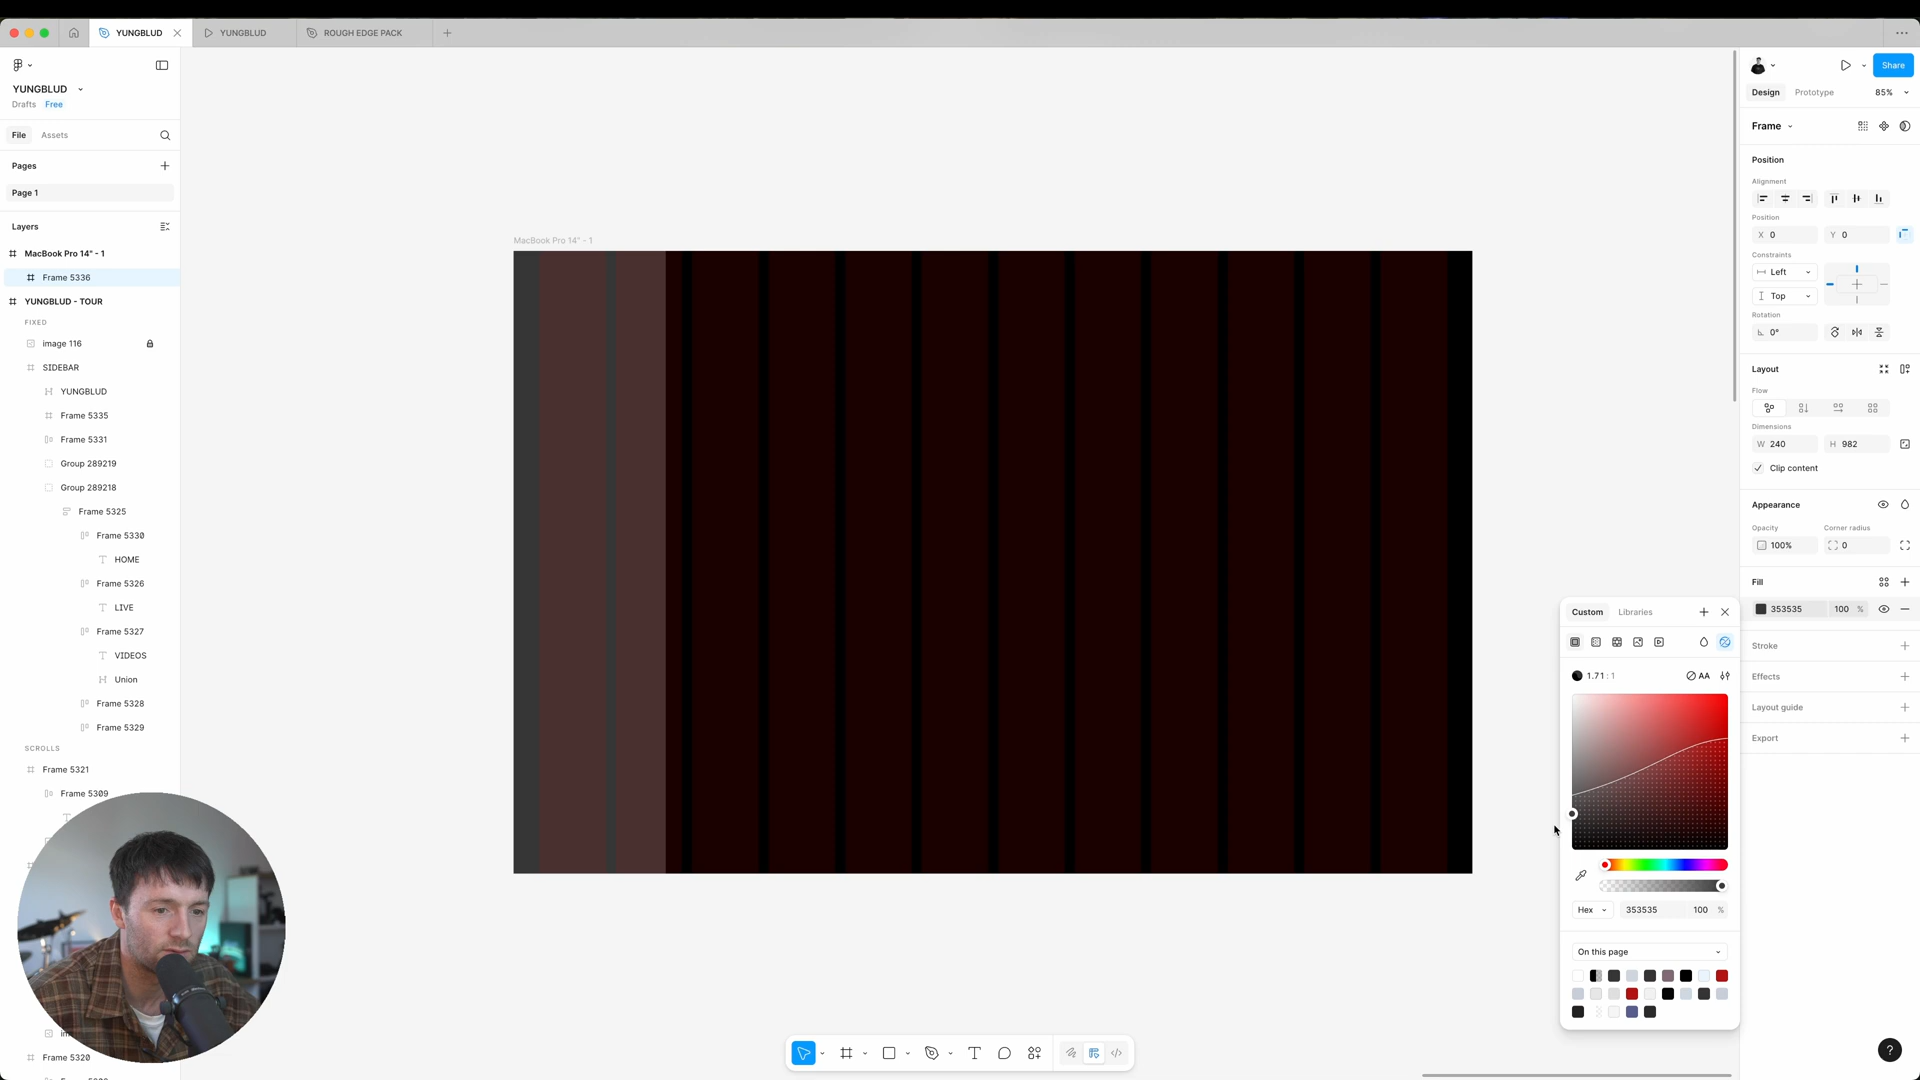 YUNGBLUD
YUNGBLUD
ROUGH EDGE PACK
YUNGBLUD
Drafts Free
File Assets
Pages
Page 1
Layers
MacBook Pro 14" - 1
Frame 5336
YUNGBLUD - TOUR
FIXED
image 116
SIDEBAR
YUNGBLUD
Frame 5335
Frame 5331
Group 289219
Group 289218
Frame 5325
Frame 5330
HOME
Frame 5326
LIVE
Frame 5327
VIDEOS
Union
Frame 5328
Frame 5329
SCROLLS
Frame 5321
Frame 5309
Frame 5320
MacBook Pro 14" - 1
Share
Design Prototype 85%
Frame
Position
Alignment
Position
X 0 Y 0
Constraints
Left
Top
Rotation
0°
Layout
Flow
Dimensions
W 240 H 982
Clip content
Appearance
Opacity Corner radius
100% 0
Fill
353535 100 %
Stroke
Effects
Layout guide
Export
Custom Libraries
1.71 : 1 AA
Hex 353535 100 %
On this page
?